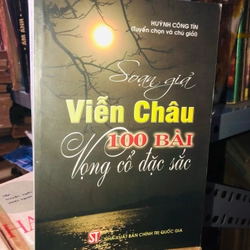 HUỲNH CÔNG TÍN
(Tuyển chọn và chú giải)
Soạn giả
Viễn Châu
100 BÀI
Vọng cổ đặc sắc
ST
NHÀ XUẤT BẢN CHÍNH TRỊ QUỐC GIA